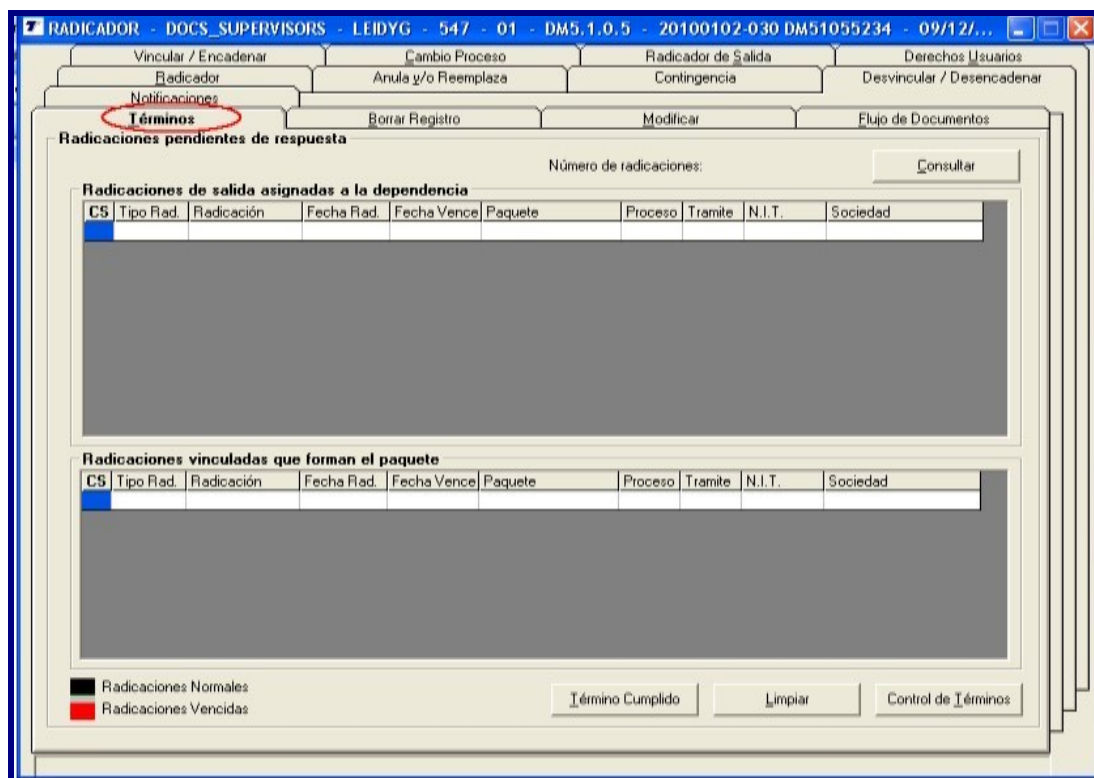 RADICADOR - DOCS_SUPERVISORS - LEIDYG - 547 - 01 - DM5.1.0.5 - 20100102-030 DM51055234 - 09/12/...
Vincular / Encadenar Cambio Proceso Radicador de Salida Derechos Usuarios
Radicador Anula y/o Reemplaza Contingencia Desvincular / Desencadenar
Notificaciones
Términos Borrar Registro Modificar Flujo de Documentos
Radicaciones pendientes de respuesta
Número de radicaciones: Consultar
Radicaciones de salida asignadas a la dependencia
CS Tipo Rad. Radicación Fecha Rad. Fecha Vence Paquete Proceso Tramite N.I.T. Sociedad
Radicaciones vinculadas que forman el paquete
CS Tipo Rad. Radicación Fecha Rad. Fecha Vence Paquete Proceso Tramite N.I.T. Sociedad
Radicaciones Normales
Radicaciones Vencidas
Término Cumplido Limpiar Control de Términos